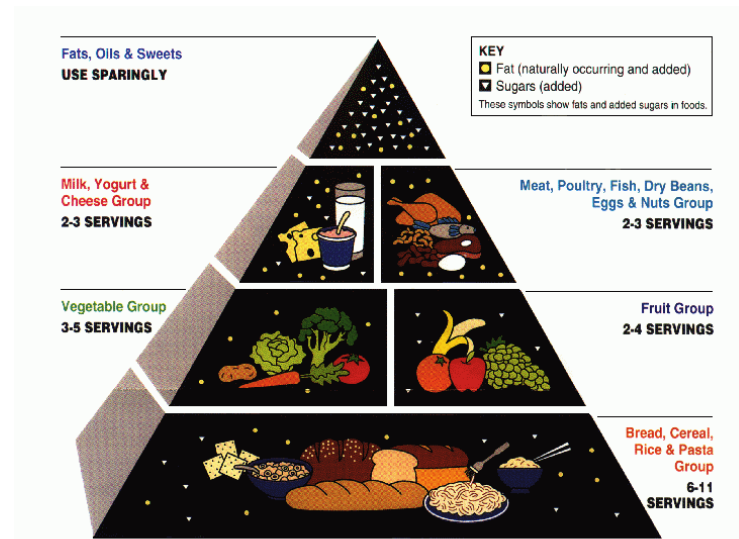 Fats, Oils & Sweets
USE SPARINGLY
KEY
Fat (naturally occurring and added)
Sugars (added)
These symbols show fats and added sugars in foods.
Milk, Yogurt &
Cheese Group
2-3 SERVINGS
Meat, Poultry, Fish, Dry Beans,
Eggs & Nuts Group
2-3 SERVINGS
Vegetable Group
3-5 SERVINGS
Fruit Group
2-4 SERVINGS
Bread, Cereal,
Rice & Pasta
Group
6-11
SERVINGS